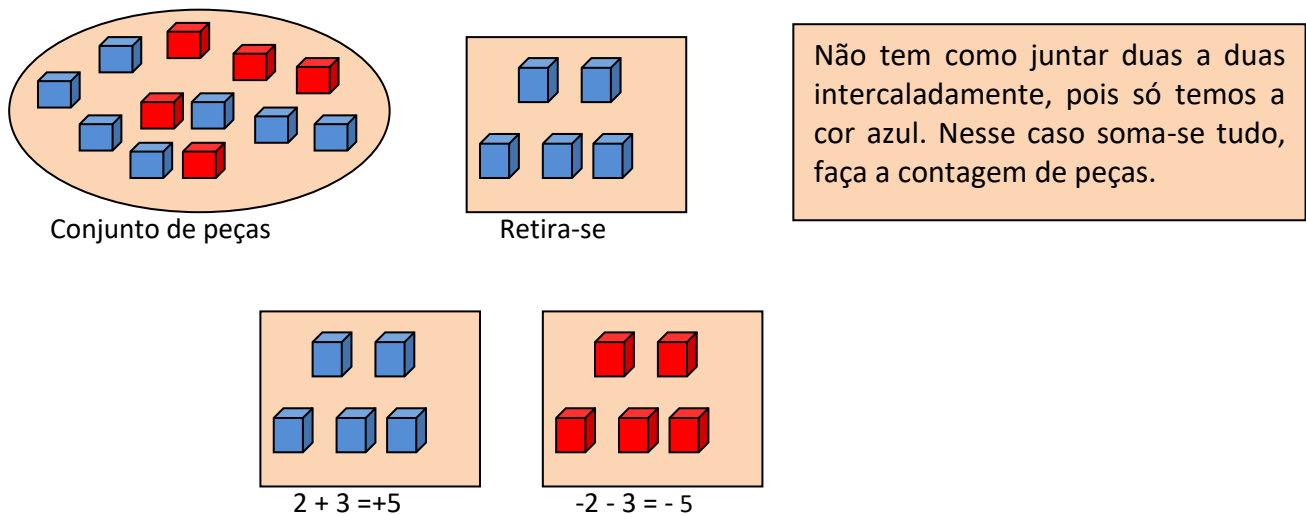 Não tem como juntar duas a duas
intercaladamente, pois só temos a
cor azul. Nesse caso soma-se tudo,
faça a contagem de peças.
Conjunto de peças
Retira-se
2 + 3 =+5
-2 - 3 = - 5